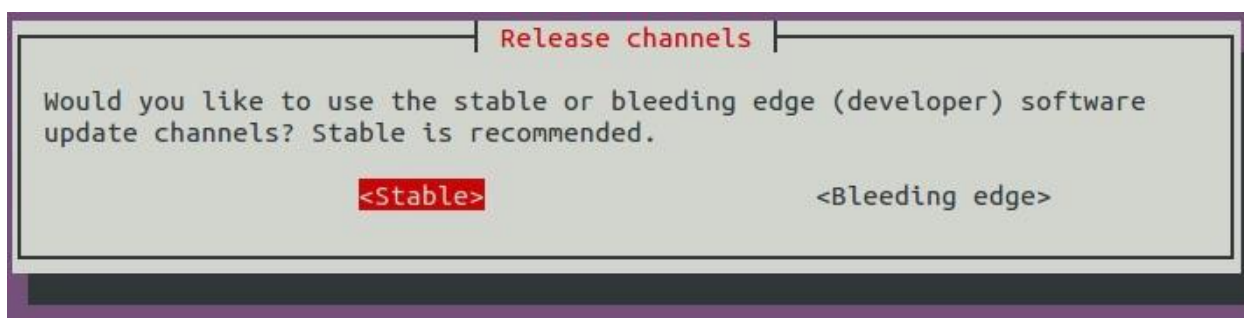 Release channels
Would you like to use the stable or bleeding edge (developer) software
update channels? Stable is recommended.
<Stable> <Bleeding edge>